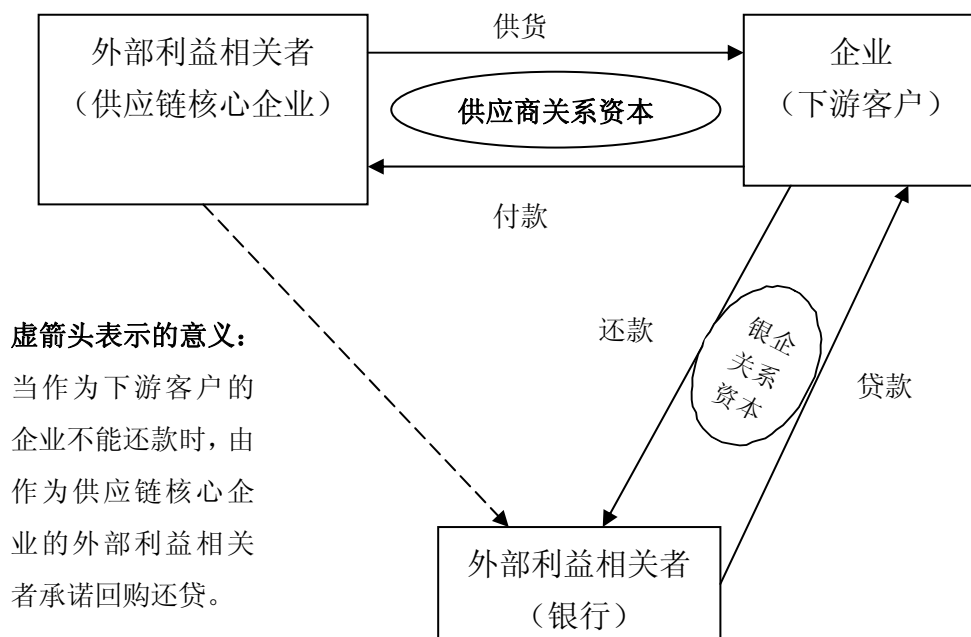 供货
外部利益相关者
（供应链核心企业）
企业
（下游客户）
供应商关系资本
付款
虚箭头表示的意义：
当作为下游客户的
企业不能还款时，由
作为供应链核心企
业的外部利益相关
者承诺回购还贷。
还款
银企
关系
资本
贷款
外部利益相关者
（银行）